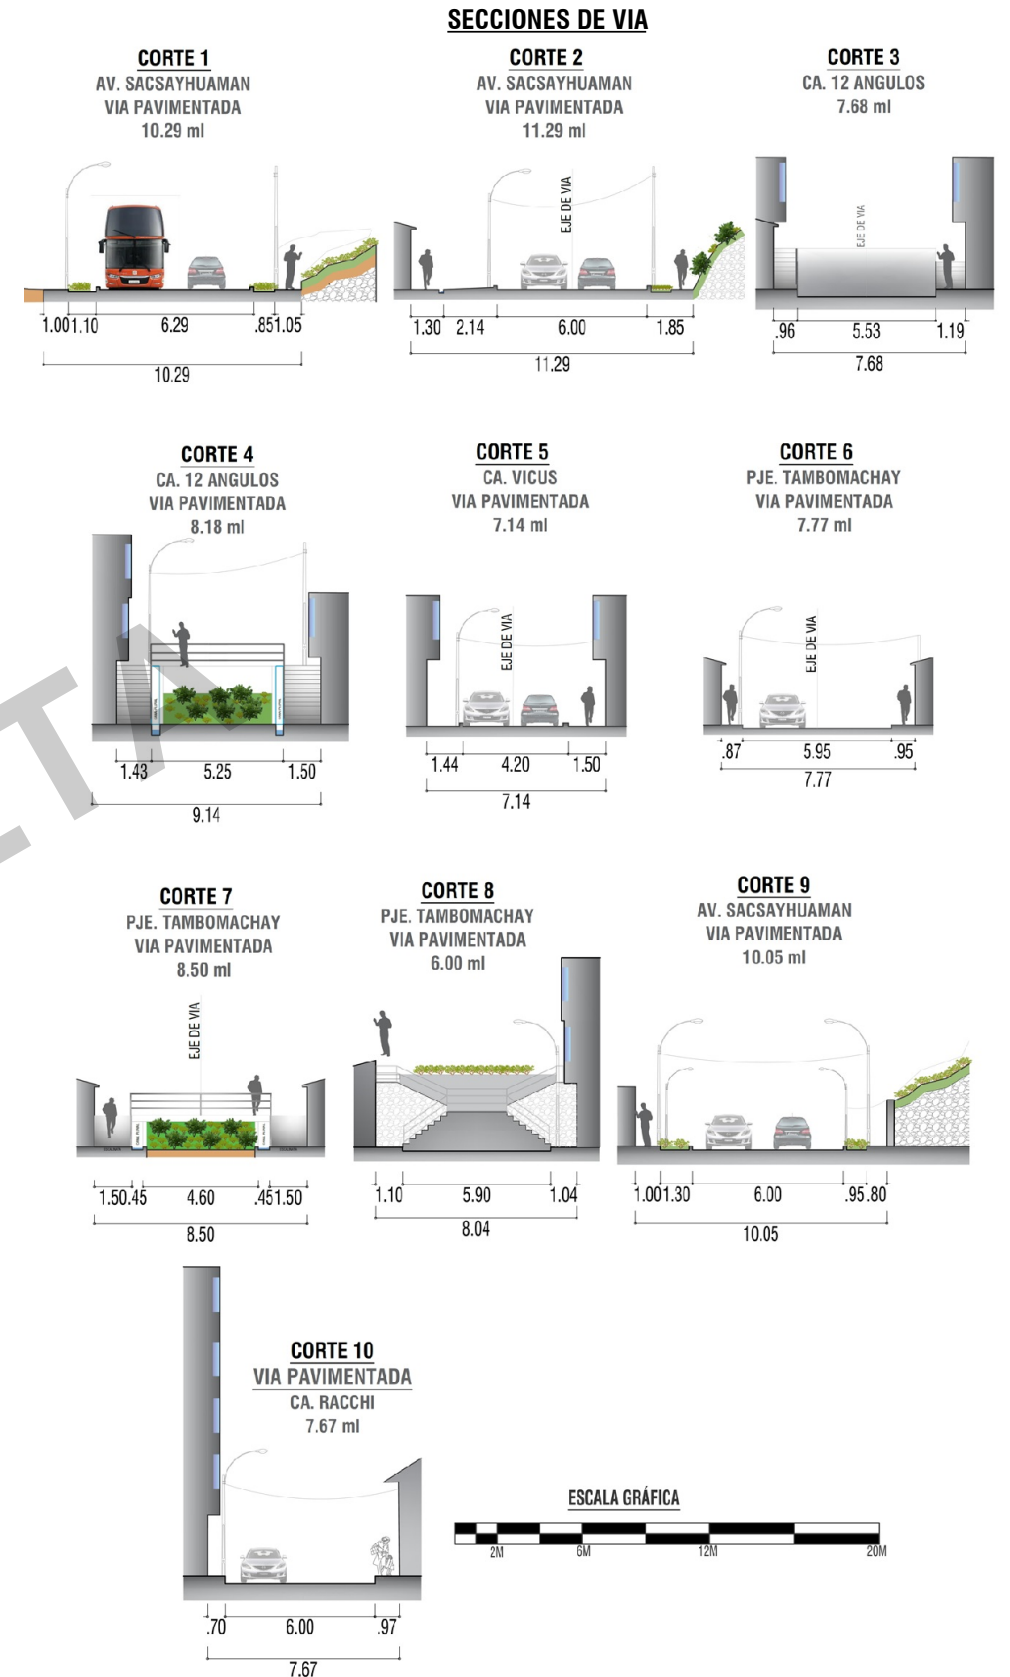 SECCIONES DE VIA
CORTE 1
AV. SACSAYHUAMAN
VIA PAVIMENTADA
10.29 ml
1.00 1.10 6.29 .85 1.05
10.29
CORTE 2
AV. SACSAYHUAMAN
VIA PAVIMENTADA
11.29 ml
EJE DE VIA
1.30 2.14 6.00 1.85
11.29
CORTE 3
CA. 12 ANGULOS
7.68 ml
EJE DE VIA
.96 5.53 1.19
7.68
CORTE 4
CA. 12 ANGULOS
VIA PAVIMENTADA
8.18 ml
1.43 5.25 1.50
9.14
CORTE 5
CA. VICUS
VIA PAVIMENTADA
7.14 ml
EJE DE VIA
1.44 4.20 1.50
7.14
CORTE 6
PJE. TAMBOMACHAY
VIA PAVIMENTADA
7.77 ml
EJE DE VIA
.87 5.95 .95
7.77
CORTE 7
PJE. TAMBOMACHAY
VIA PAVIMENTADA
8.50 ml
EJE DE VIA
1.50 .45 4.60 .45 1.50
8.50
CORTE 8
PJE. TAMBOMACHAY
VIA PAVIMENTADA
6.00 ml
1.10 5.90 1.04
8.04
CORTE 9
AV. SACSAYHUAMAN
VIA PAVIMENTADA
10.05 ml
1.00 1.30 6.00 .95 .80
10.05
CORTE 10
VIA PAVIMENTADA
CA. RACCHI
7.67 ml
.70 6.00 .97
7.67
ESCALA GRÁFICA
2M 6M 12M 20M